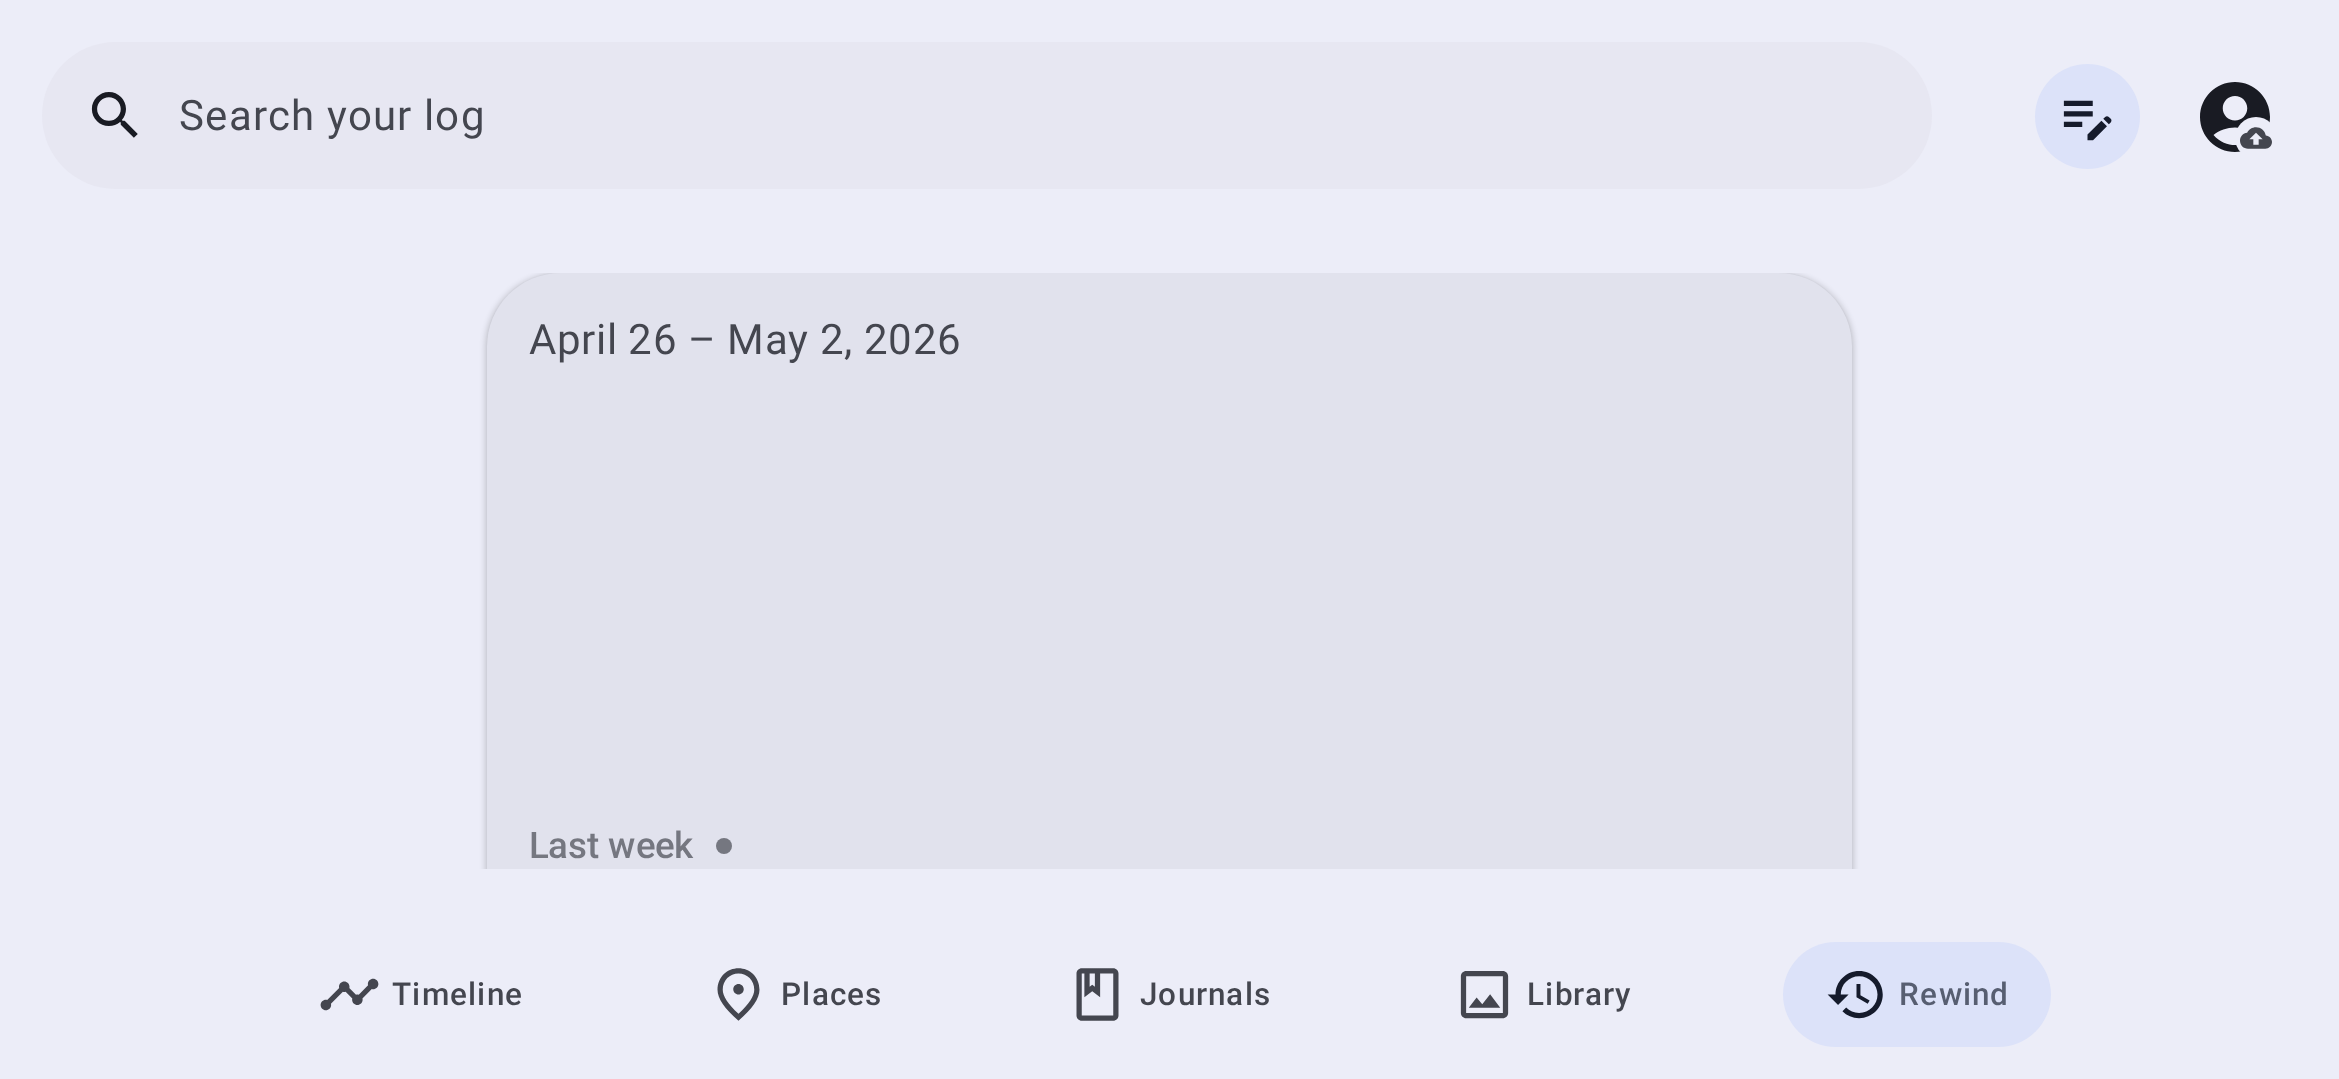 Search your log
April 26 – May 2, 2026
Last week
Timeline
Places
Journals
Library
Rewind